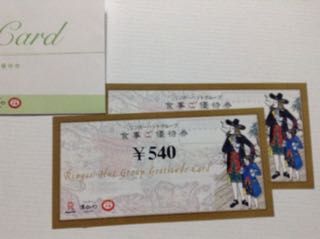 Card
リンガーハットグループ
食事ご優待券
リンガーハットグループ
食事ご優待券
¥540
Ringer Hut Group Gratitude Card